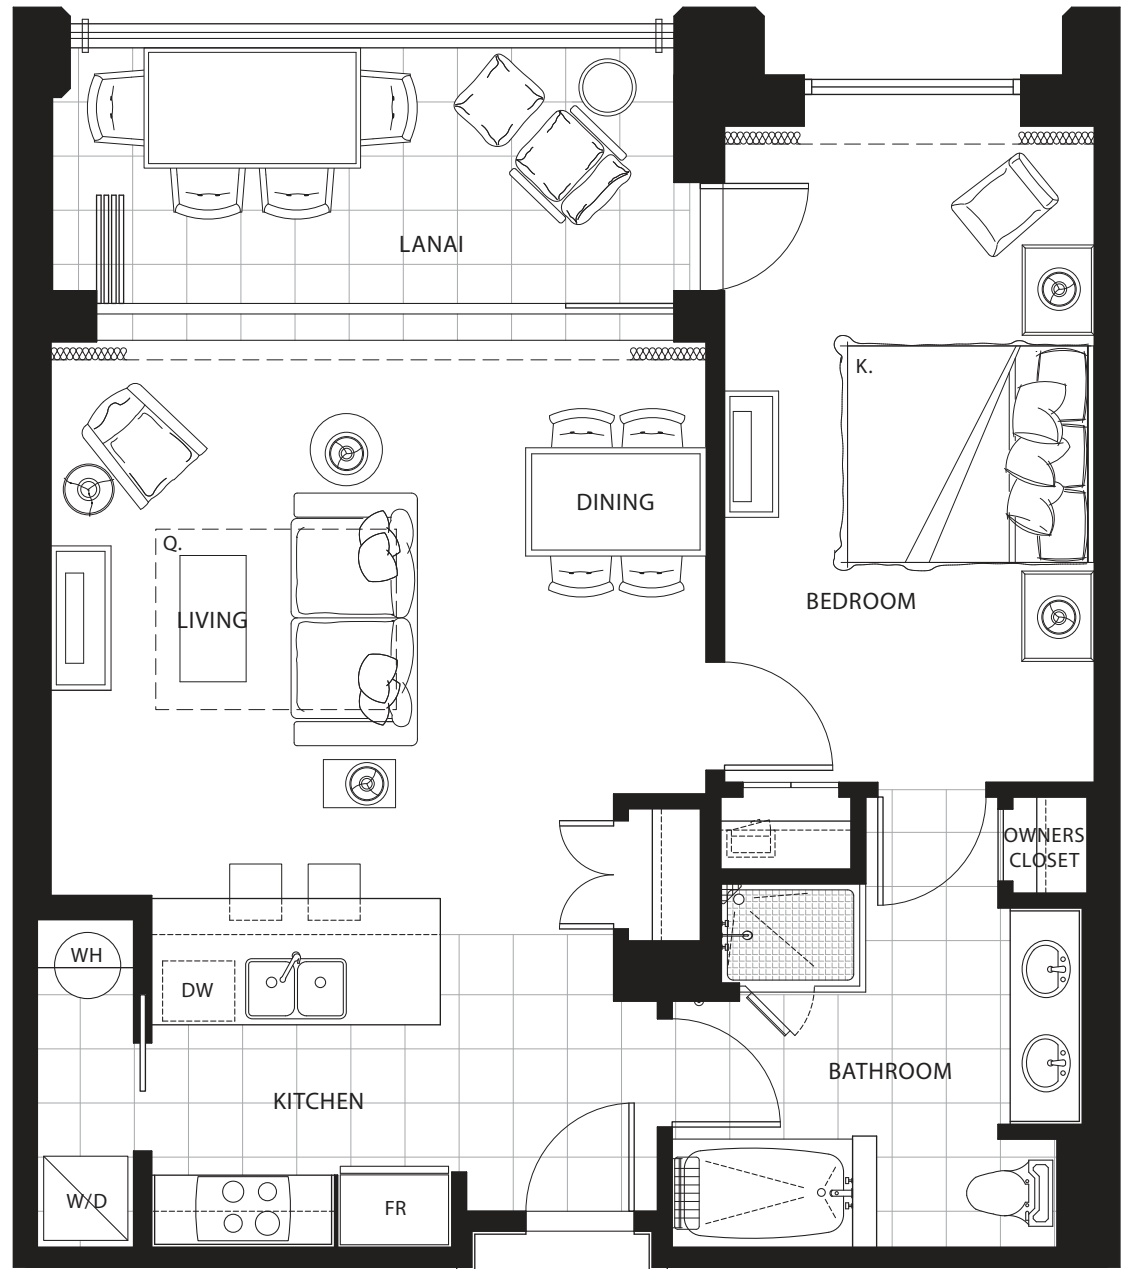 LANAI
K.
DINING
Q.
LIVING
BEDROOM
OWNERS
CLOSET
WH
DW
BATHROOM
KITCHEN
W/D
FR